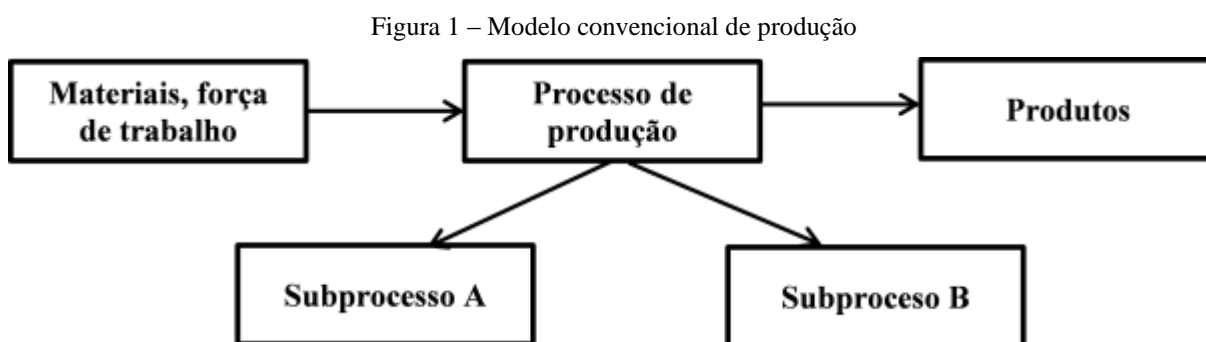 Figura 1 – Modelo convencional de produção
Materiais, força
de trabalho
Processo de
produção
Produtos
Subprocesso A
Subproceso B